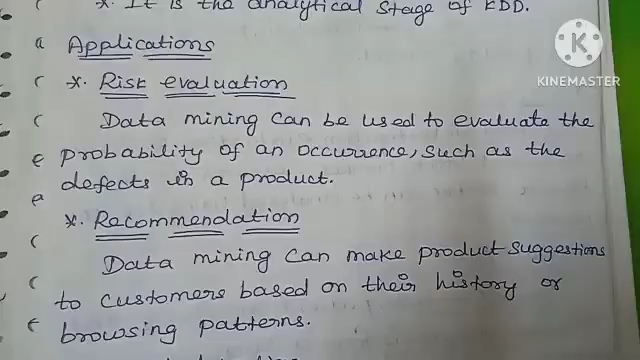 *. It is the analytical stage of KDD.
Applications
*. Risk evaluation
Data mining can be used to evaluate the
probability of an occurrence, such as the
defects in a product.
*. Recommendation
Data mining can make product suggestions
to customers based on their history or
browsing patterns.
KINEMASTER